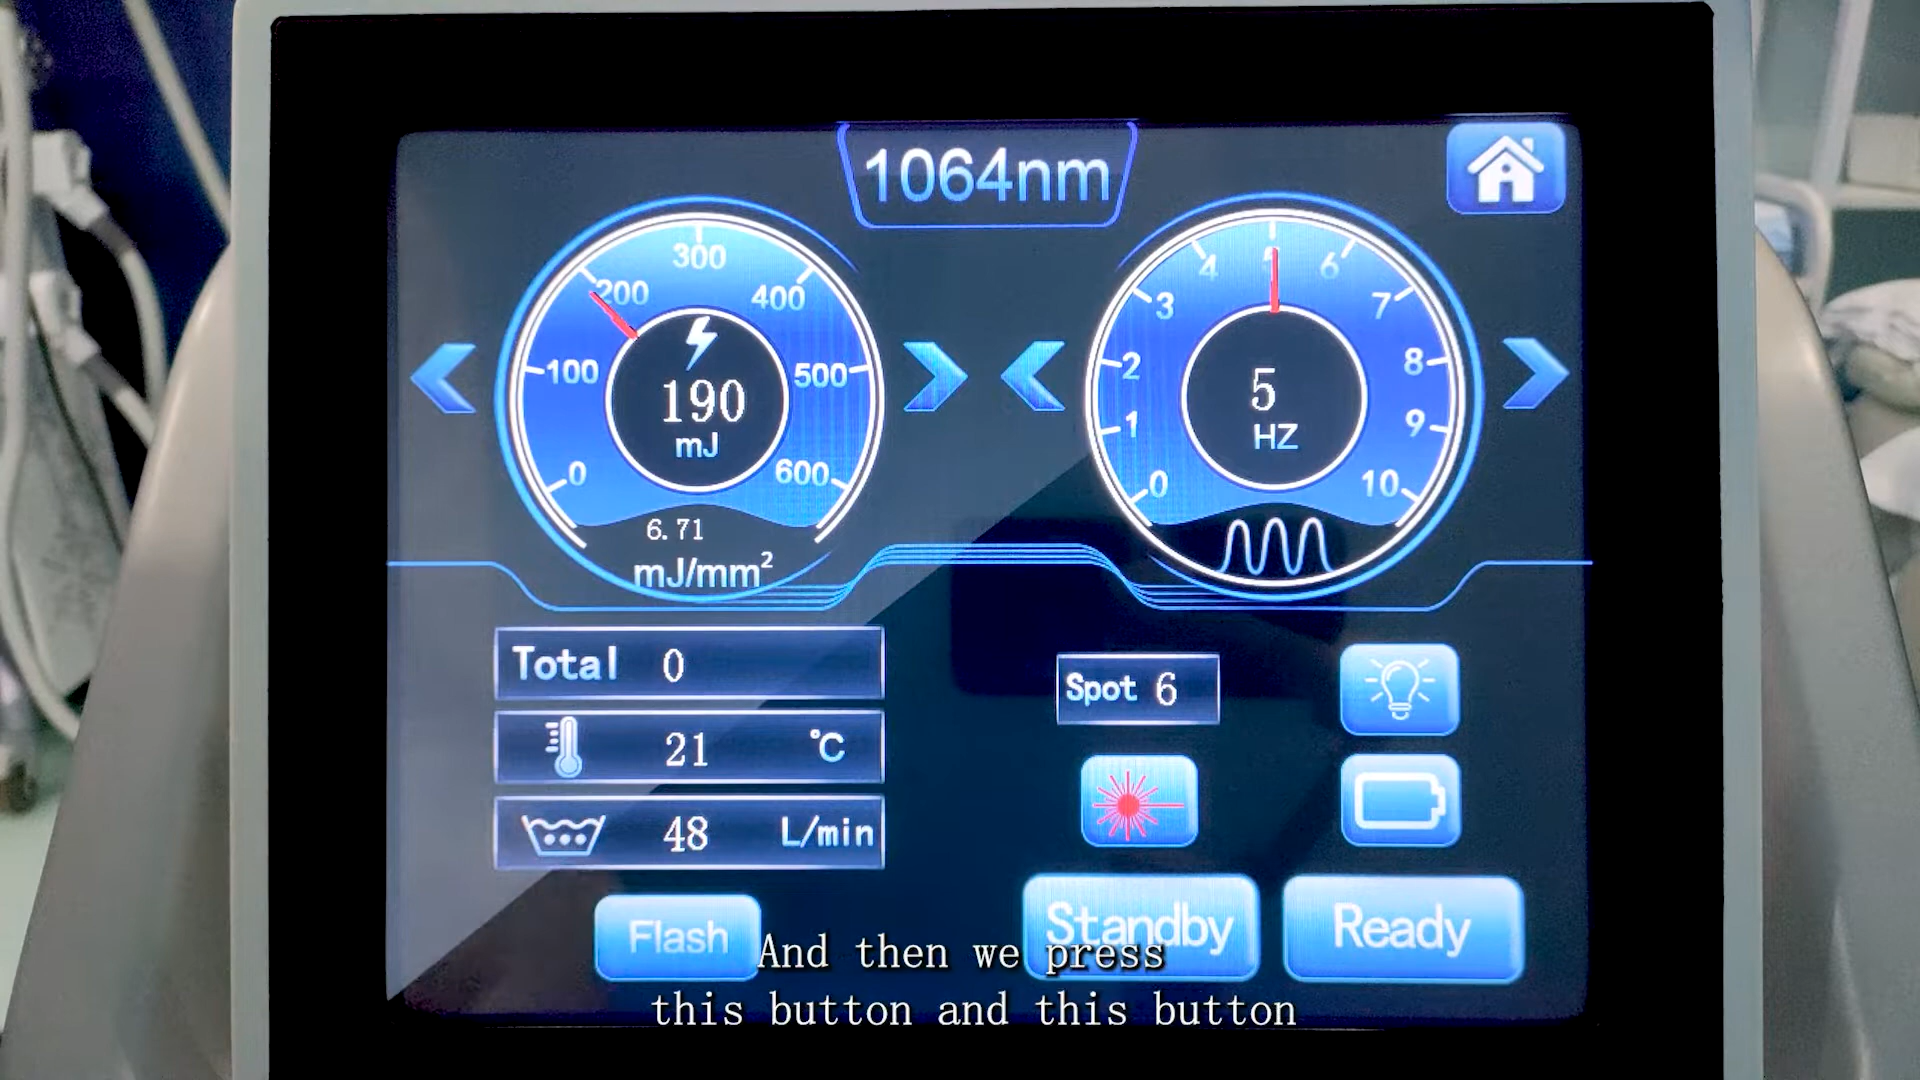 1064nm
0
100
200
300
400
500
600
190
mJ
6.71
mJ/mm²
0
1
2
3
4
5
6
7
8
9
10
5
HZ
Total 0
21 ℃
48 L/min
Spot 6
Flash
Standby
Ready
And then we press
this button and this button